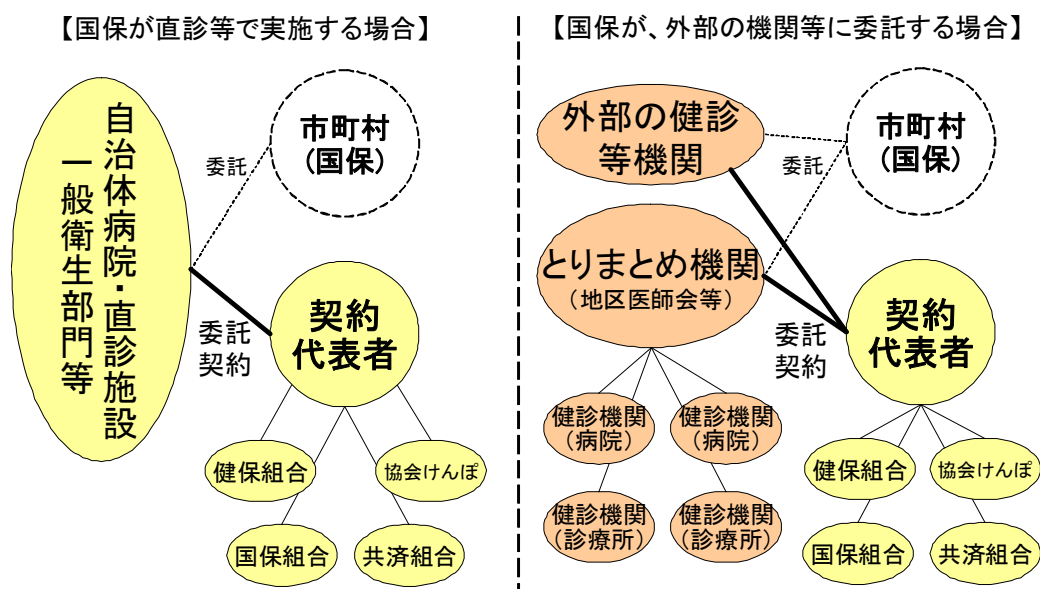 【国保が直診等で実施する場合】
自治体病院・直診施設
一般衛生部門等
市町村
(国保)
委託
契約
代表者
委託
契約
健保組合
協会けんぽ
国保組合
共済組合
【国保が、外部の機関等に委託する場合】
外部の健診
等機関
市町村
(国保)
委託
とりまとめ機関
(地区医師会等)
契約
代表者
委託
契約
健診機関
(病院)
健診機関
(病院)
健診機関
(診療所)
健診機関
(診療所)
健保組合
協会けんぽ
国保組合
共済組合